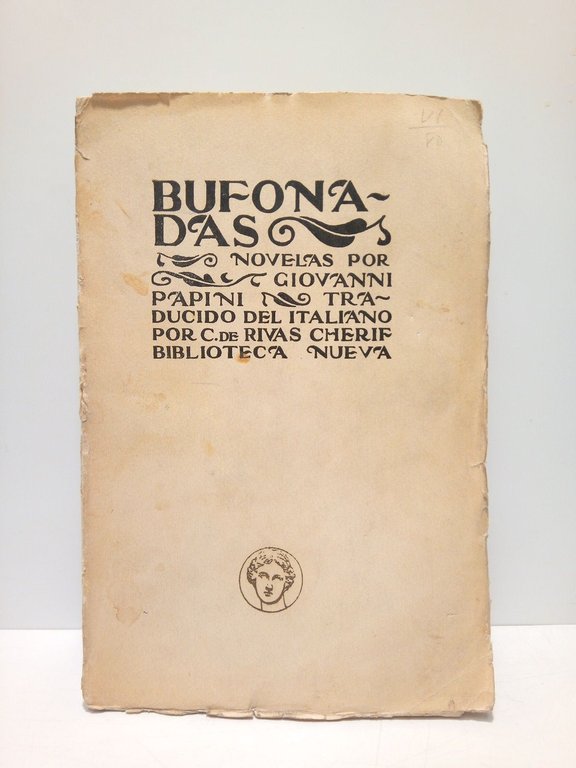 BUFONA-
DAS
NOVELAS POR
GIOVANNI
PAPINI TRA-
DUCIDO DEL ITALIANO
POR C. DE RIVAS CHERIF
BIBLIOTECA NUEVA